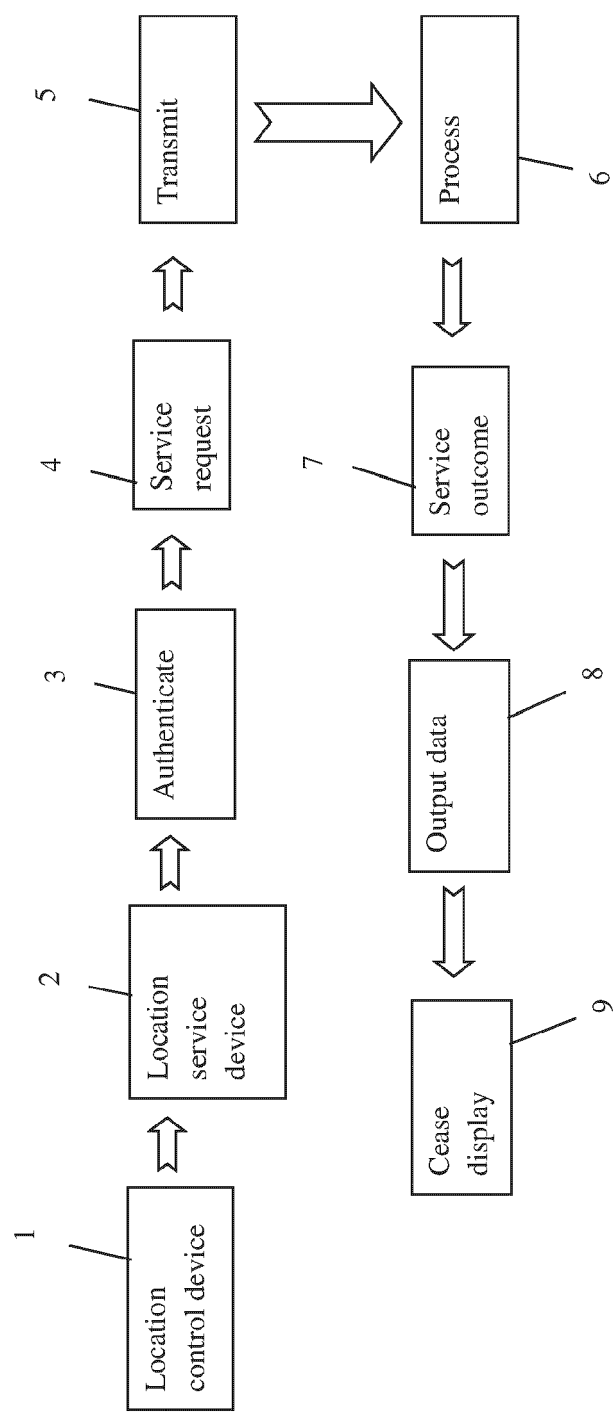 1
Location
control device
2
Location
service
device
3
Authenticate
4
Service
request
5
Transmit
6
Process
7
Service
outcome
8
Output data
9
Cease
display